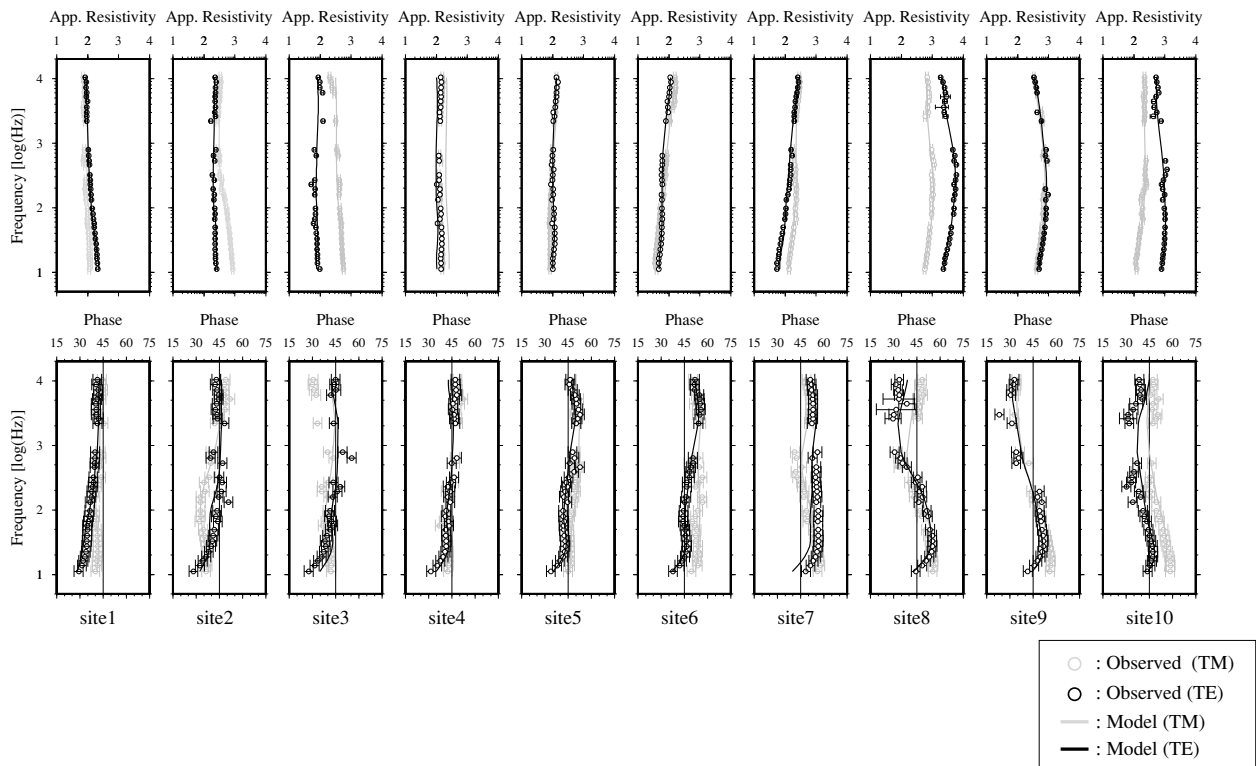 App. Resistivity App. Resistivity App. Resistivity App. Resistivity App. Resistivity App. Resistivity App. Resistivity App. Resistivity App. Resistivity App. Resistivity
1 2 3 4 1 2 3 4 1 2 3 4 1 2 3 4 1 2 3 4 1 2 3 4 1 2 3 4 1 2 3 4 1 2 3 4 1 2 3 4
Frequency [log(Hz)]
4
3
2
1
Phase Phase Phase Phase Phase Phase Phase Phase Phase Phase
15 30 45 60 75 15 30 45 60 75 15 30 45 60 75 15 30 45 60 75 15 30 45 60 75 15 30 45 60 75 15 30 45 60 75 15 30 45 60 75 15 30 45 60 75 15 30 45 60 75
Frequency [log(Hz)]
4
3
2
1
site1 site2 site3 site4 site5 site6 site7 site8 site9 site10
: Observed (TM)
: Observed (TE)
: Model (TM)
: Model (TE)